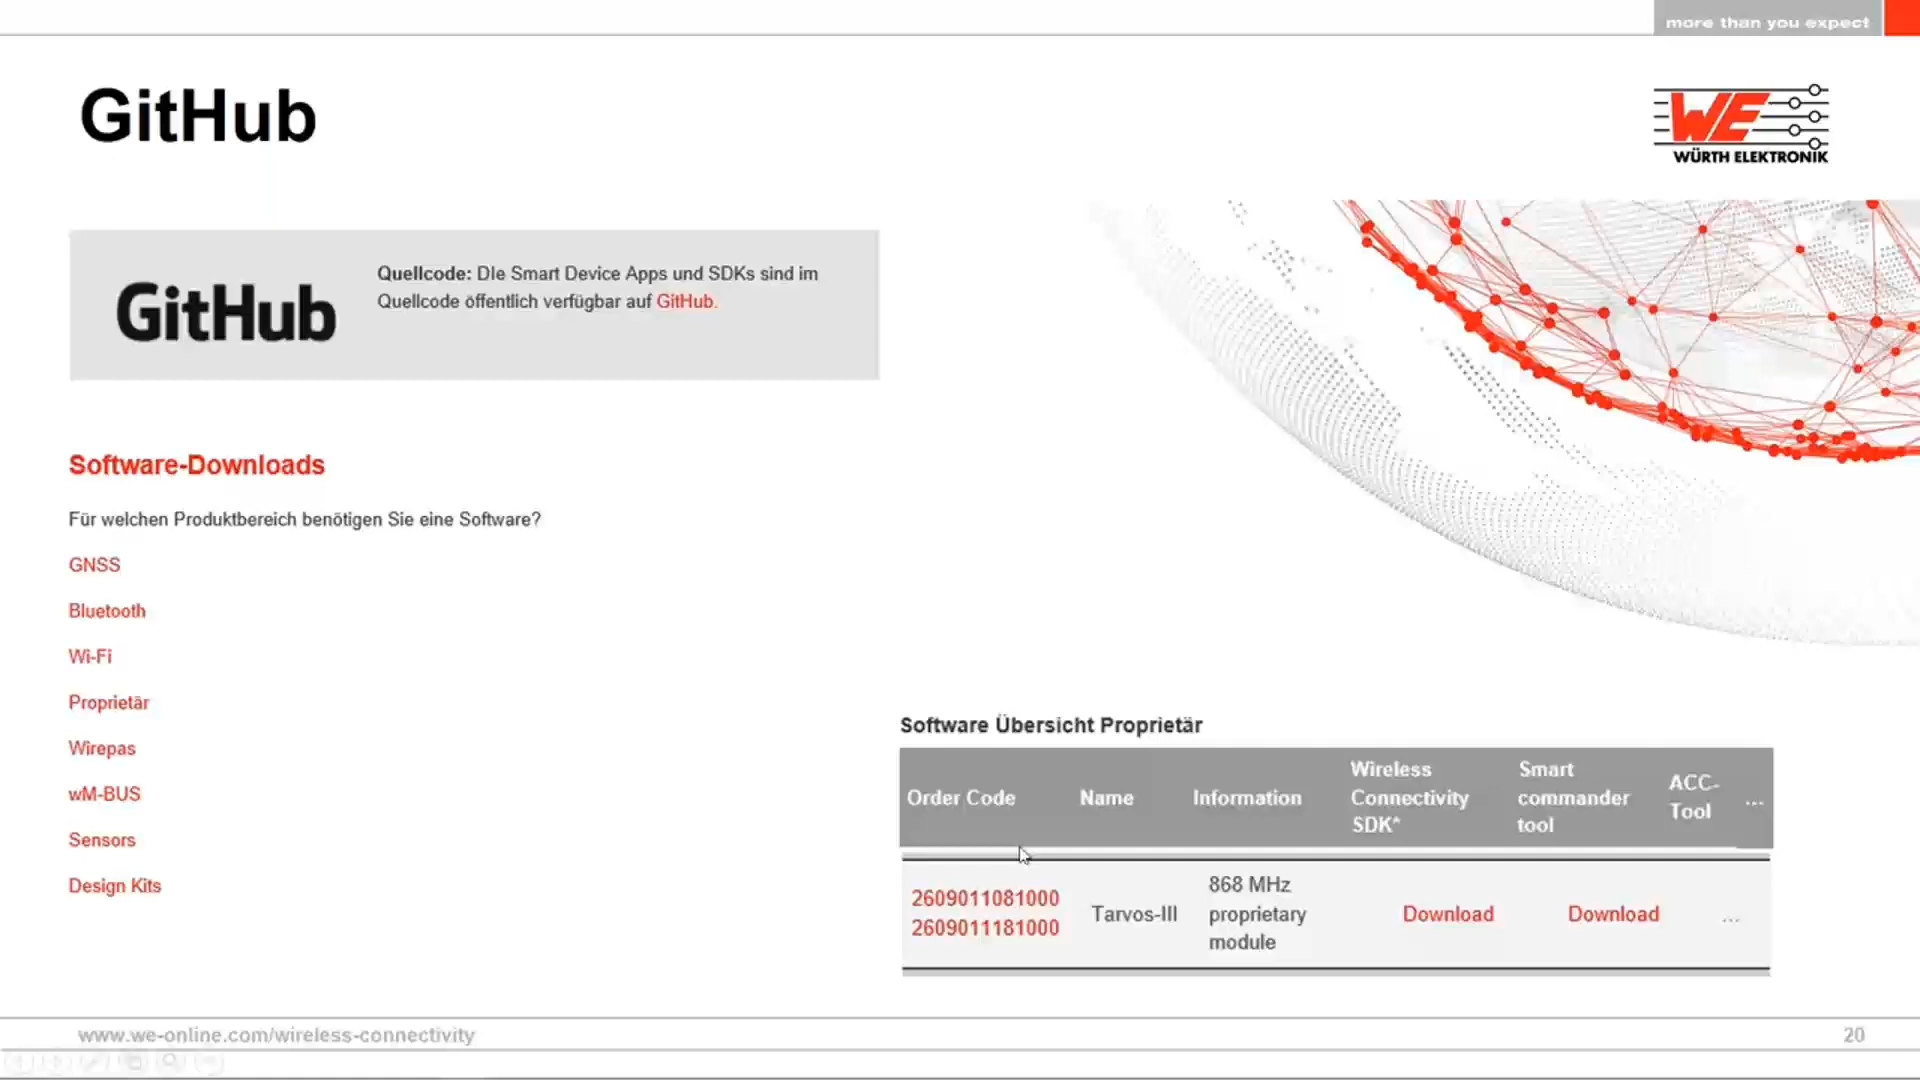 more than you expect
GitHub
WE
WÜRTH ELEKTRONIK
GitHub
Quellcode: DIe Smart Device Apps und SDKs sind im
Quellcode öffentlich verfügbar auf GitHub.
Software-Downloads
Für welchen Produktbereich benötigen Sie eine Software?
GNSS
Bluetooth
Wi-Fi
Proprietär
Wirepas
wM-BUS
Sensors
Design Kits
Software Übersicht Proprietär
Order Code
Name
Information
Wireless
Connectivity
SDK*
Smart
commander
tool
ACC-
Tool
...
2609011081000
2609011181000
Tarvos-III
868 MHz
proprietary
module
Download
Download
...
www.we-online.com/wireless-connectivity
20